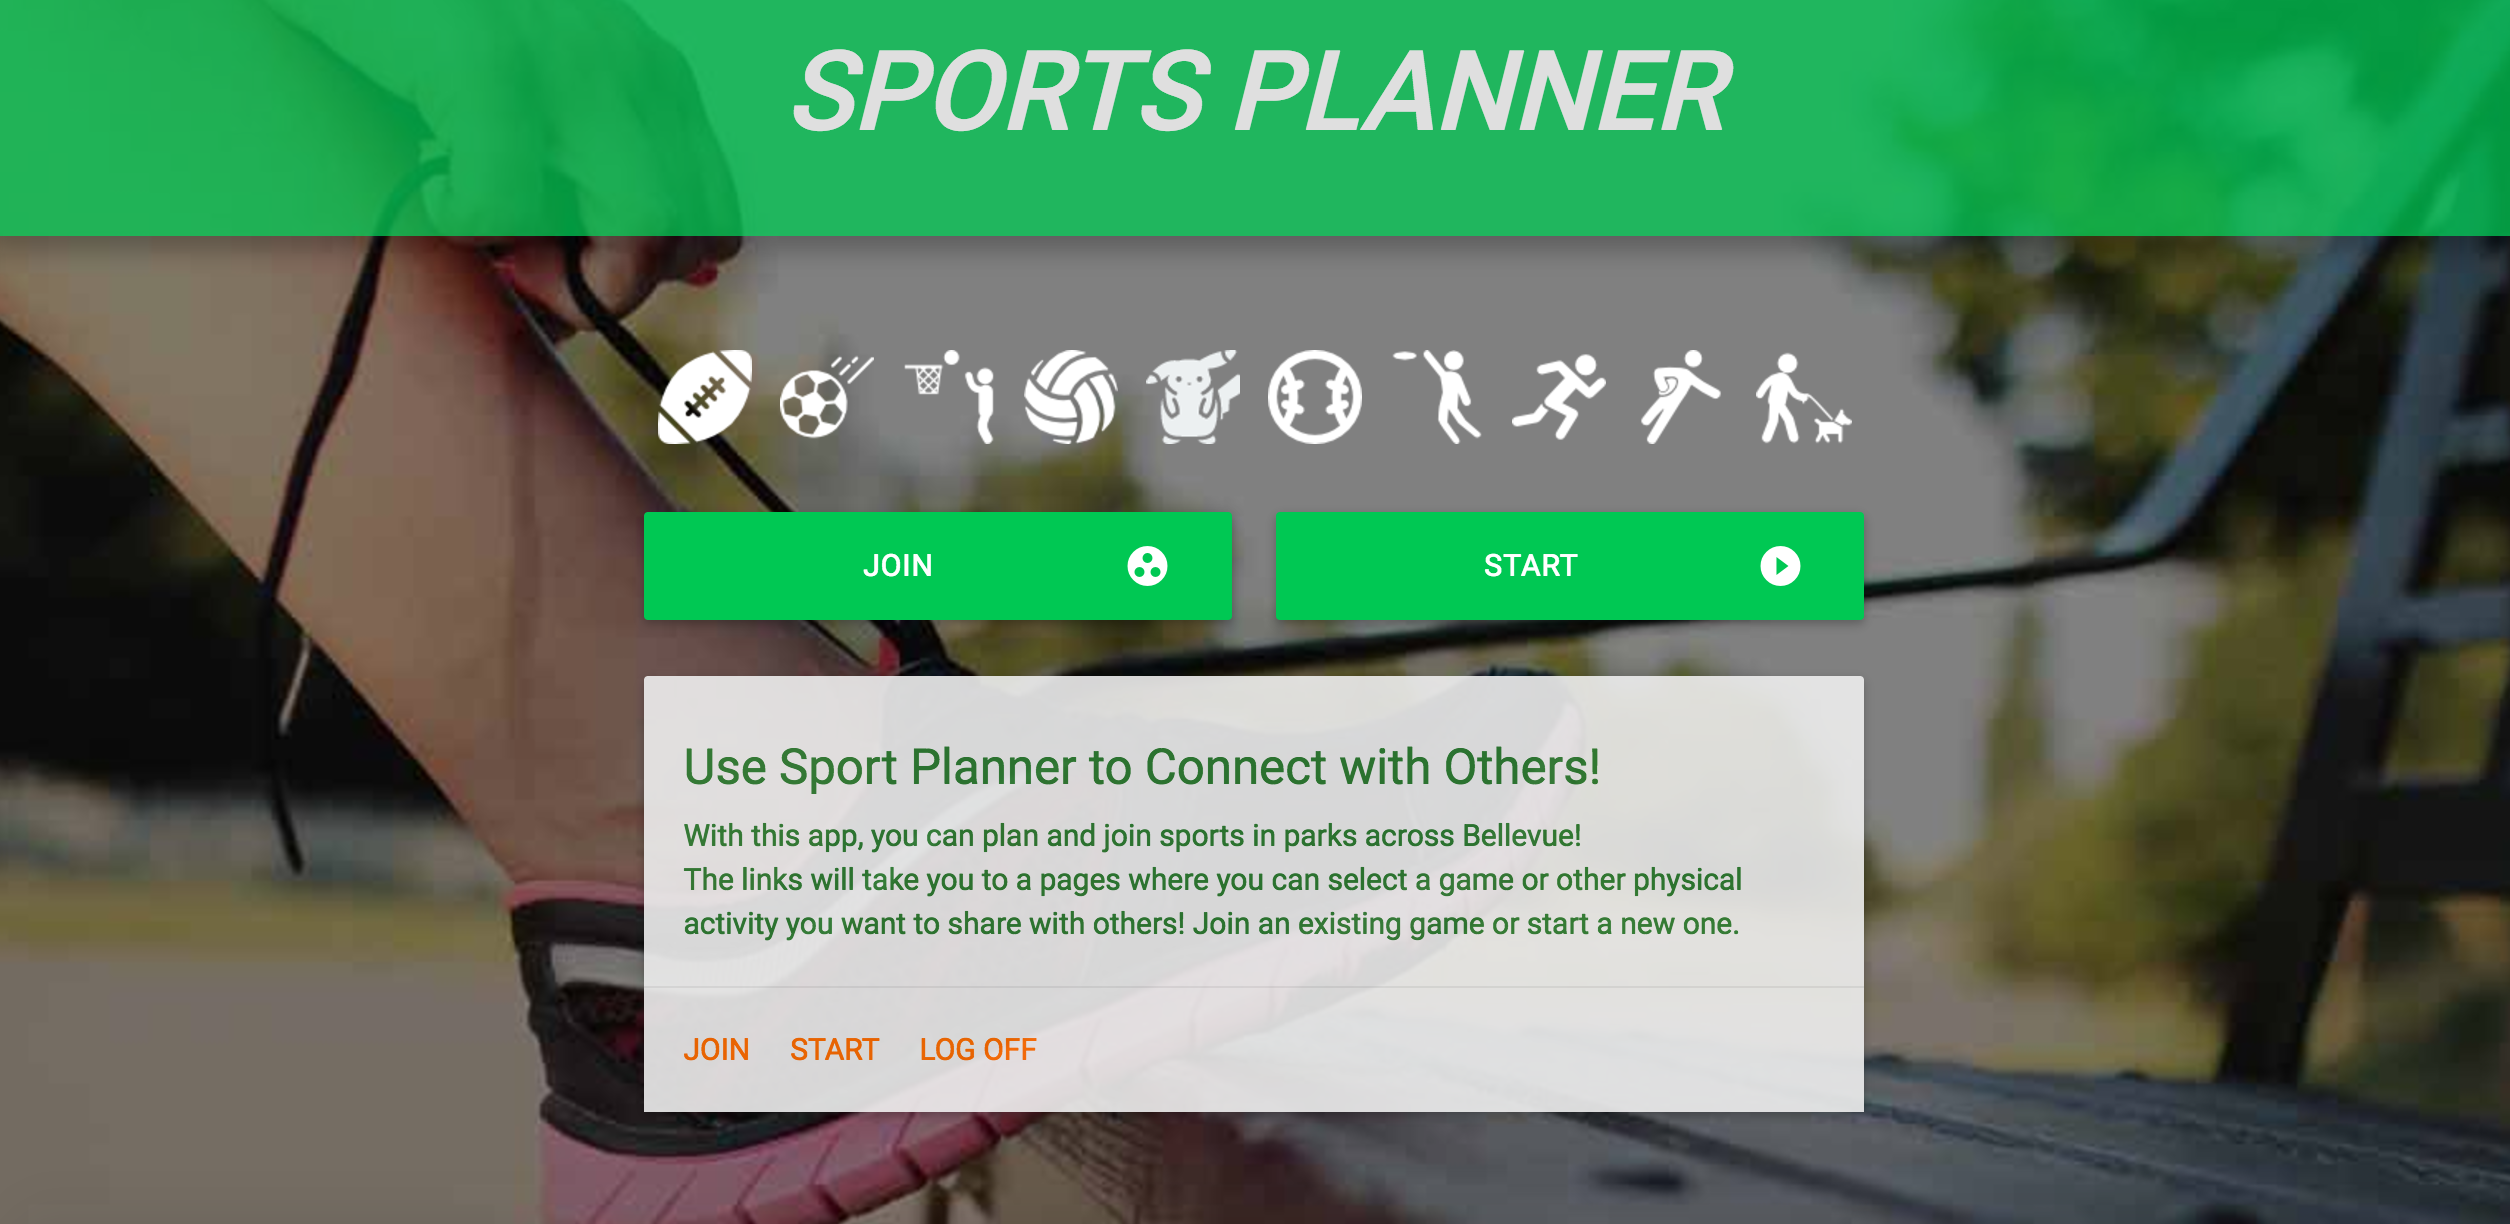 SPORTS PLANNER
JOIN
START
Use Sport Planner to Connect with Others!
With this app, you can plan and join sports in parks across Bellevue!
The links will take you to a pages where you can select a game or other physical
activity you want to share with others! Join an existing game or start a new one.
JOIN START LOG OFF